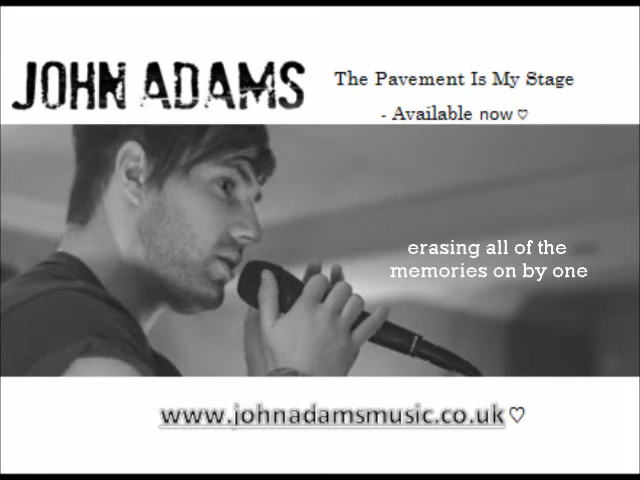 JOHN ADAMS
The Pavement Is My Stage
- Available now ♡
erasing all of the
memories on by one
www.johnadamsmusic.co.uk ♡